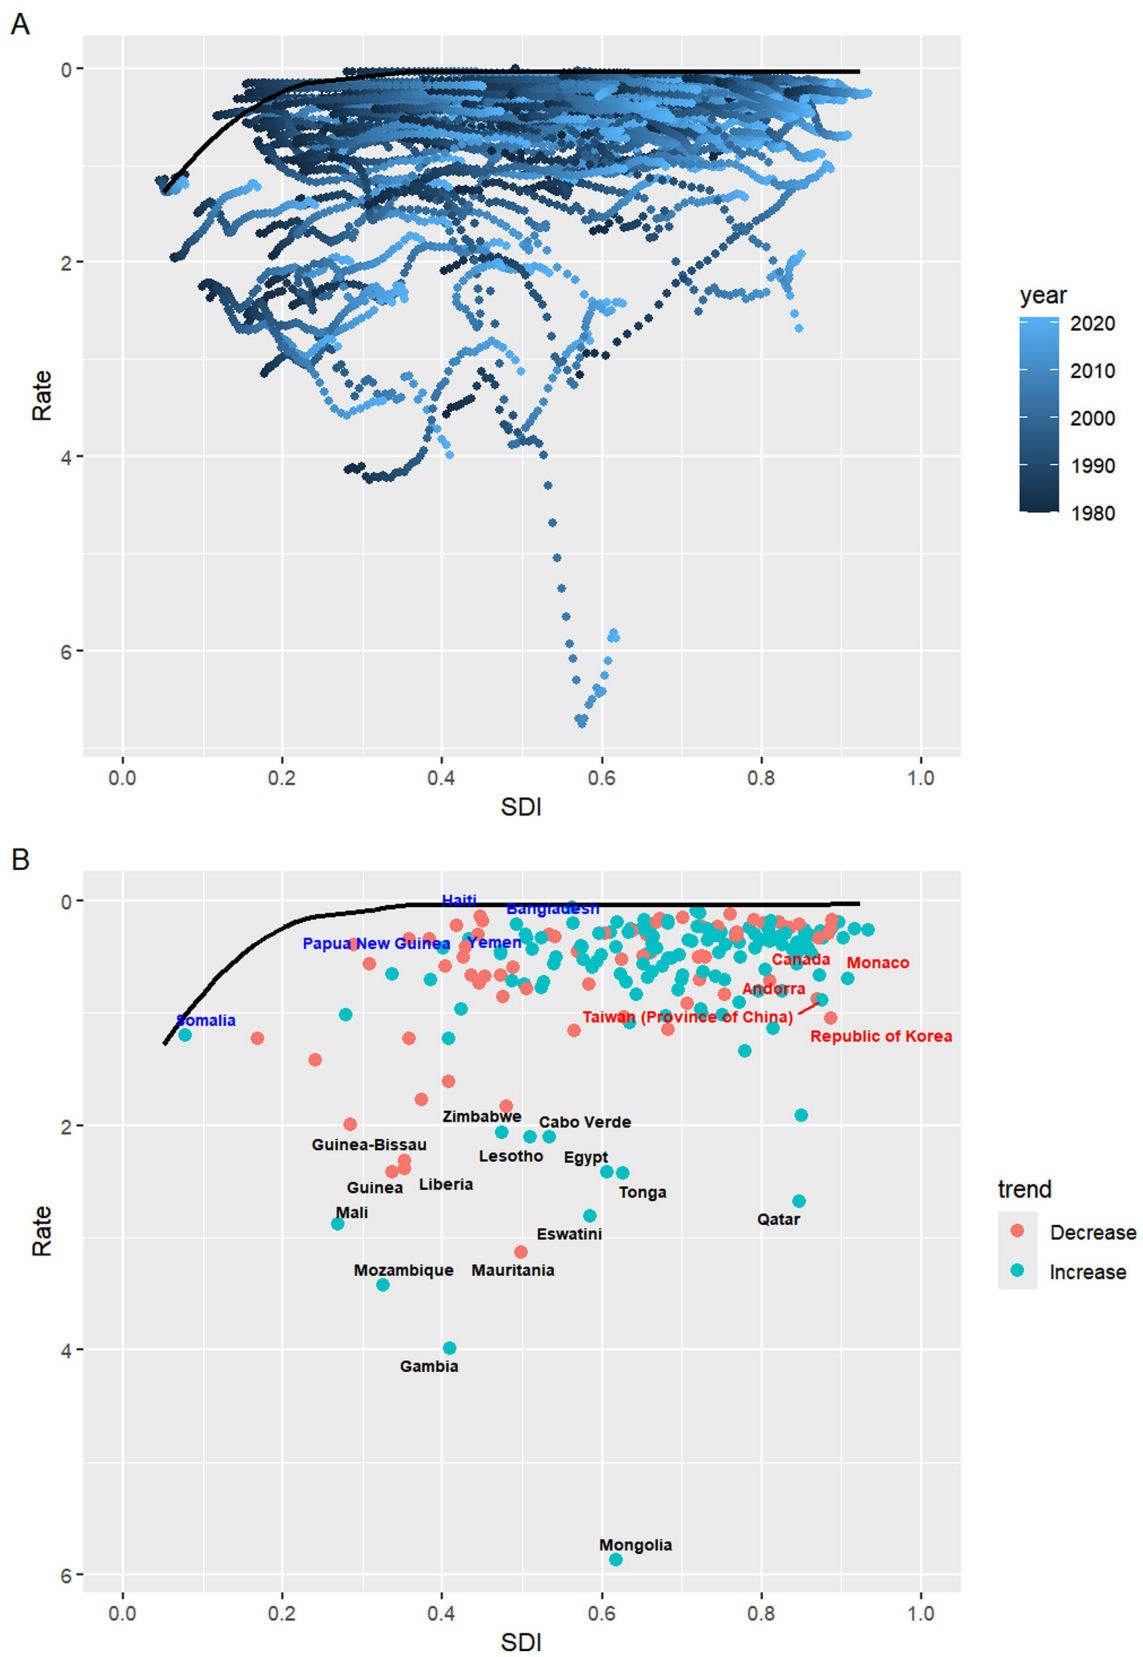 A
0
2
4
6
Rate
0.0
0.2
0.4
0.6
0.8
1.0
SDI
year
2020
2010
2000
1990
1980
B
0
2
4
6
Rate
Haiti
Bangladesh
Papua New Guinea
Yemen
Canada
Monaco
Andorra
Somalia
Taiwan (Province of China)
Republic of Korea
Zimbabwe
Cabo Verde
Guinea-Bissau
Lesotho
Egypt
Guinea
Liberia
Tonga
Mali
Qatar
Eswatini
Mozambique
Mauritania
Gambia
Mongolia
0.0
0.2
0.4
0.6
0.8
1.0
SDI
trend
Decrease
Increase